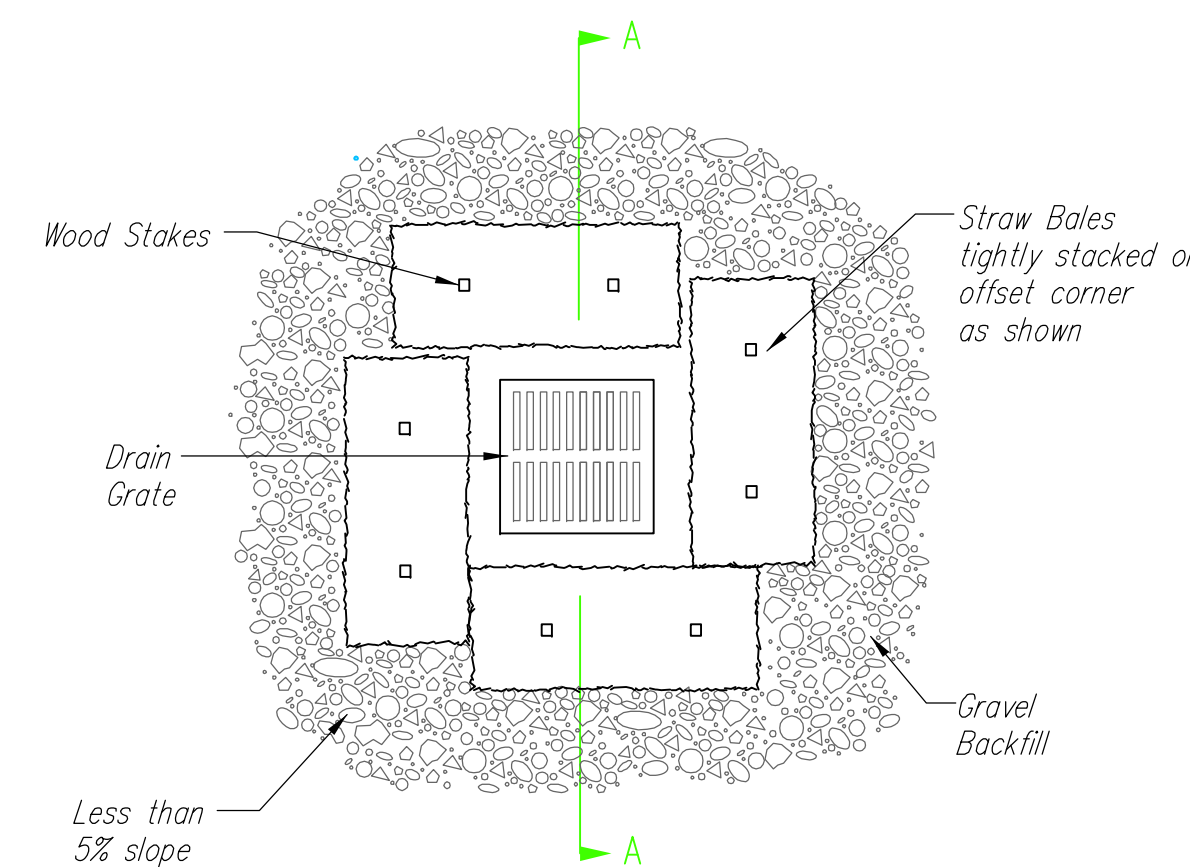 A
Wood Stakes
Straw Bales
tightly stacked
offset corner
as shown
Drain
Grate
Gravel
Backfill
Less than
5% slope
A